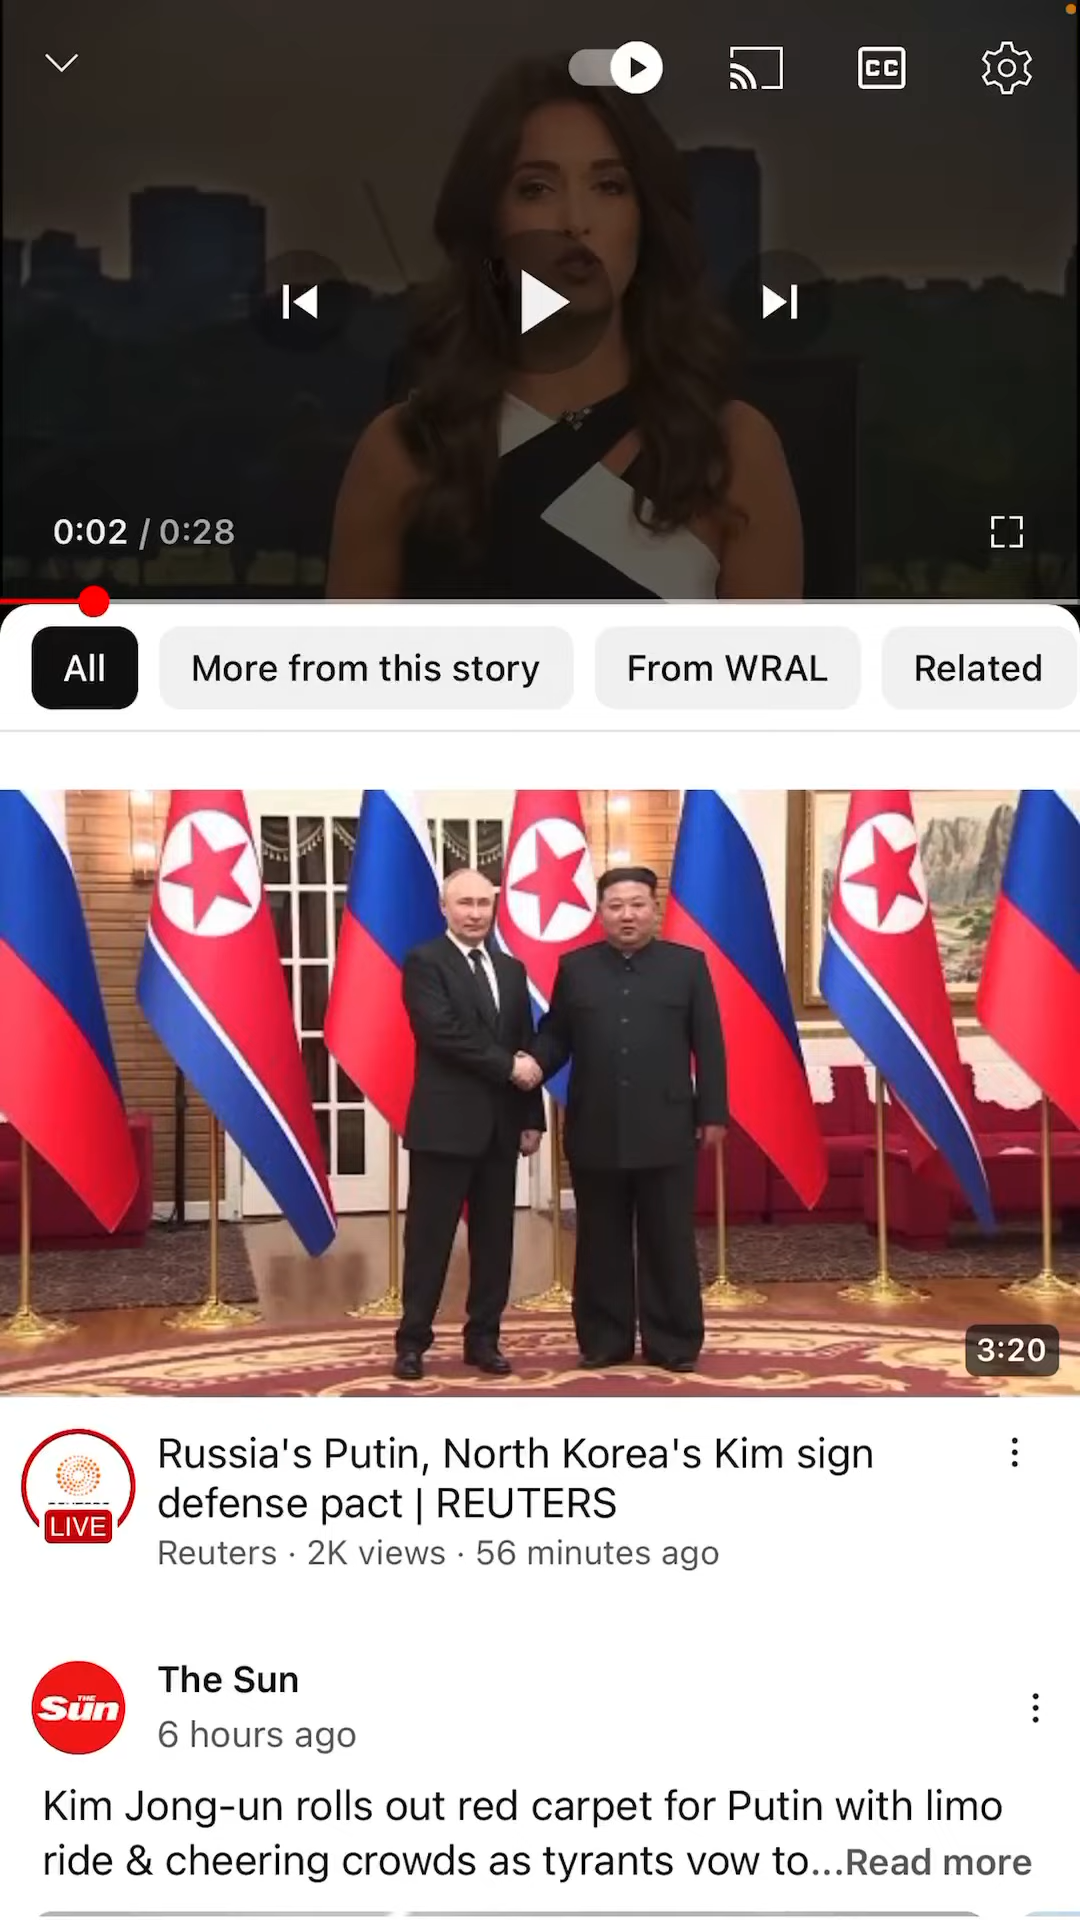 CC
0:02 / 0:28
All
More from this story
From WRAL
Related
3:20
Russia's Putin, North Korea's Kim sign
defense pact | REUTERS
LIVE
Reuters · 2K views · 56 minutes ago
The Sun
THE
Sun
6 hours ago
Kim Jong-un rolls out red carpet for Putin with limo
ride & cheering crowds as tyrants vow to...Read more